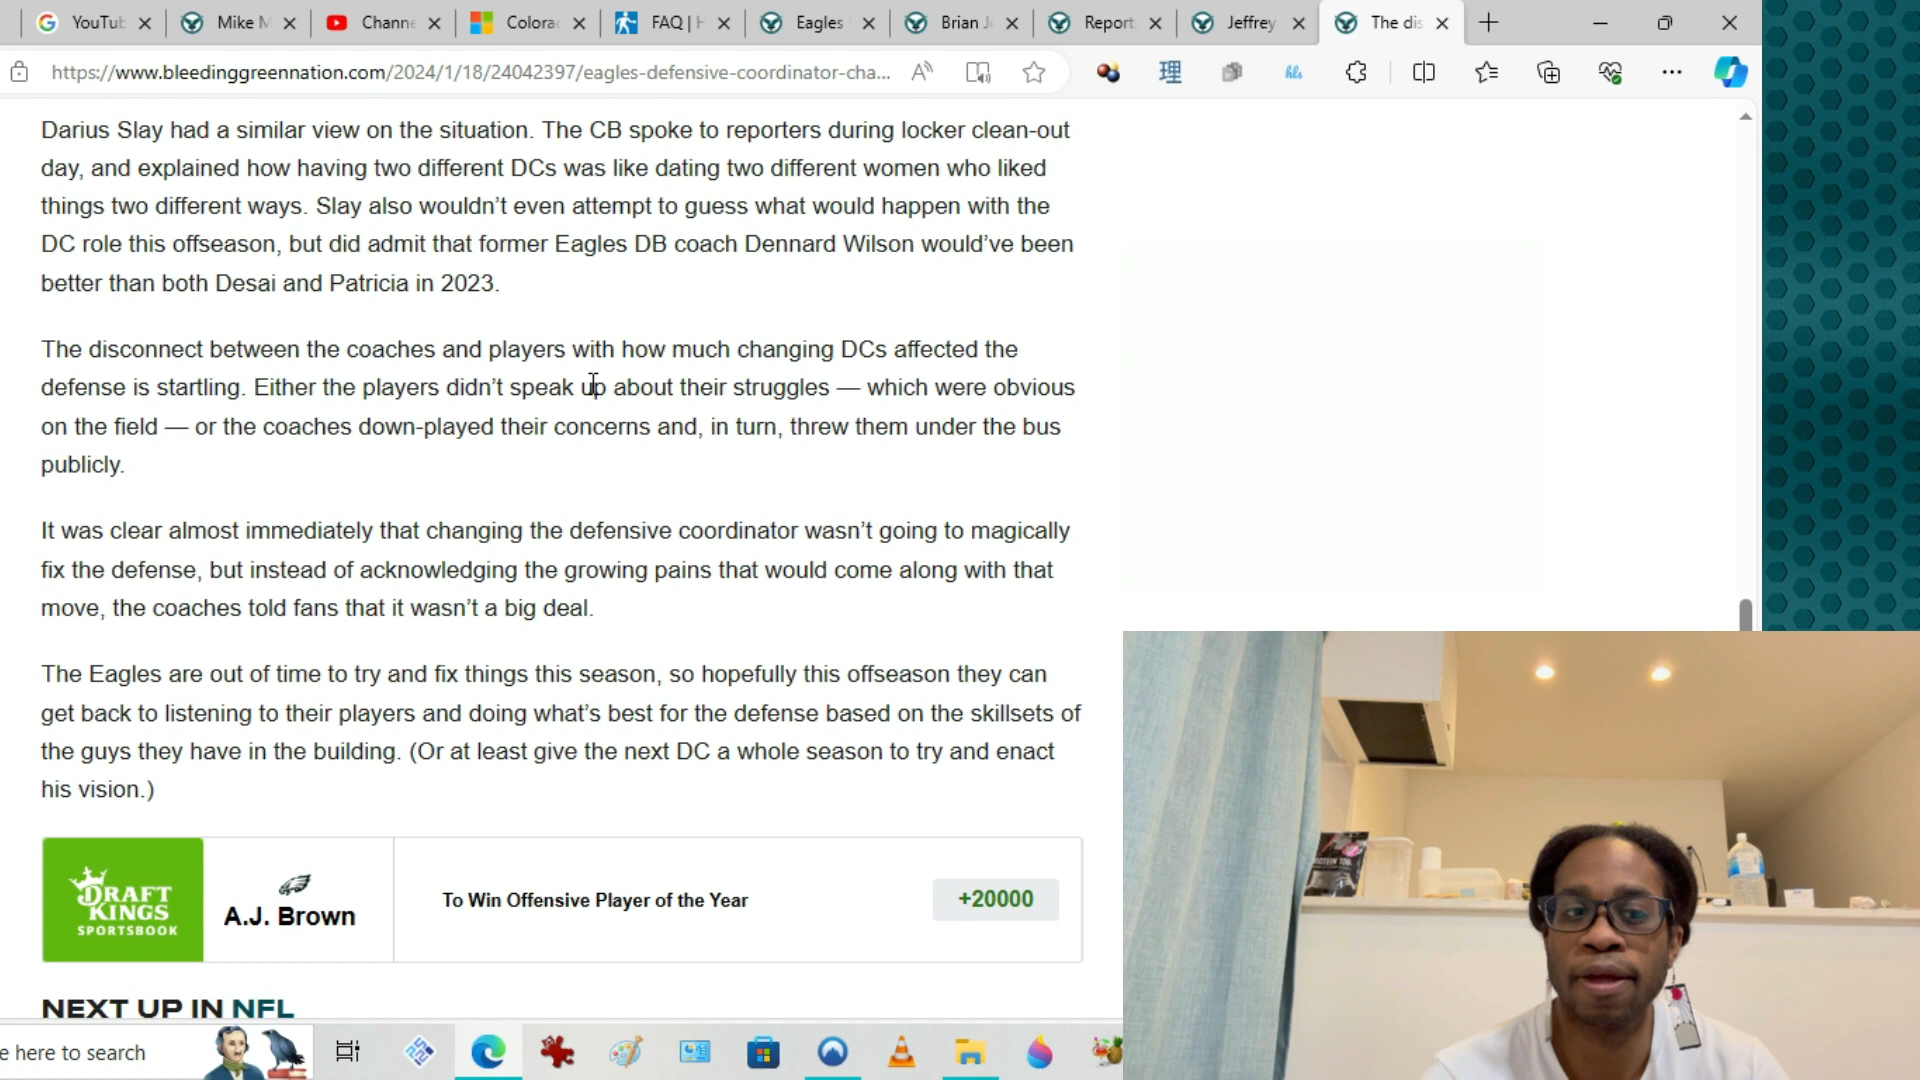 YouTub
Mike M
Channe
Colorac
FAQ | H
Eagles
Brian Jo
Report
Jeffrey
The dis
https://www.bleedinggreennation.com/2024/1/18/24042397/eagles-defensive-coordinator-cha...
理
hls
Darius Slay had a similar view on the situation. The CB spoke to reporters during locker clean-out
day, and explained how having two different DCs was like dating two different women who liked
things two different ways. Slay also wouldn’t even attempt to guess what would happen with the
DC role this offseason, but did admit that former Eagles DB coach Dennard Wilson would’ve been
better than both Desai and Patricia in 2023.
The disconnect between the coaches and players with how much changing DCs affected the
defense is startling. Either the players didn’t speak up about their struggles — which were obvious
on the field — or the coaches down-played their concerns and, in turn, threw them under the bus
publicly.
It was clear almost immediately that changing the defensive coordinator wasn’t going to magically
fix the defense, but instead of acknowledging the growing pains that would come along with that
move, the coaches told fans that it wasn’t a big deal.
The Eagles are out of time to try and fix things this season, so hopefully this offseason they can
get back to listening to their players and doing what’s best for the defense based on the skillsets of
the guys they have in the building. (Or at least give the next DC a whole season to try and enact
his vision.)
DRAFT
KINGS
SPORTSBOOK
A.J. Brown
To Win Offensive Player of the Year
+20000
NEXT UP IN NFL
e here to search